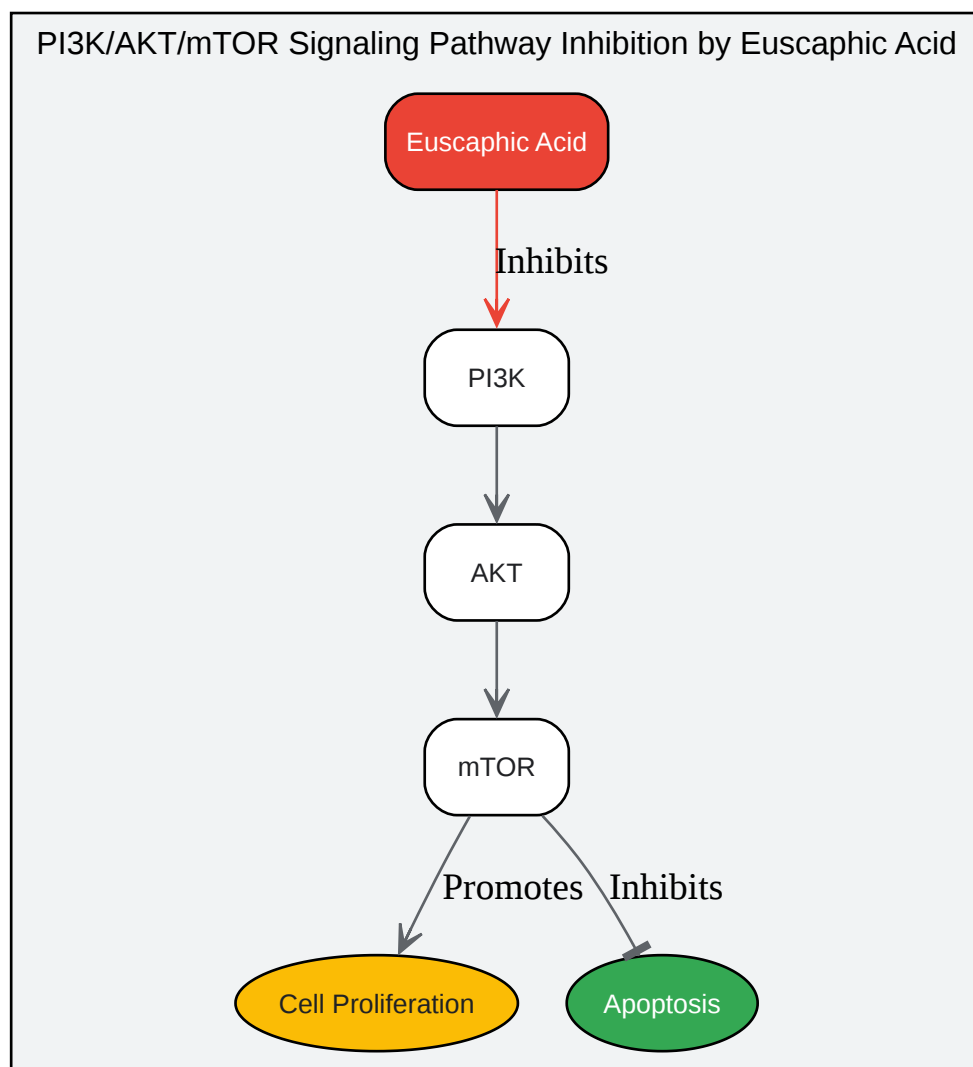 PI3K/AKT/mTOR Signaling Pathway Inhibition by Euscaphic Acid
Euscaphic Acid
Inhibits
PI3K
AKT
mTOR
Promotes
Inhibits
Cell Proliferation
Apoptosis